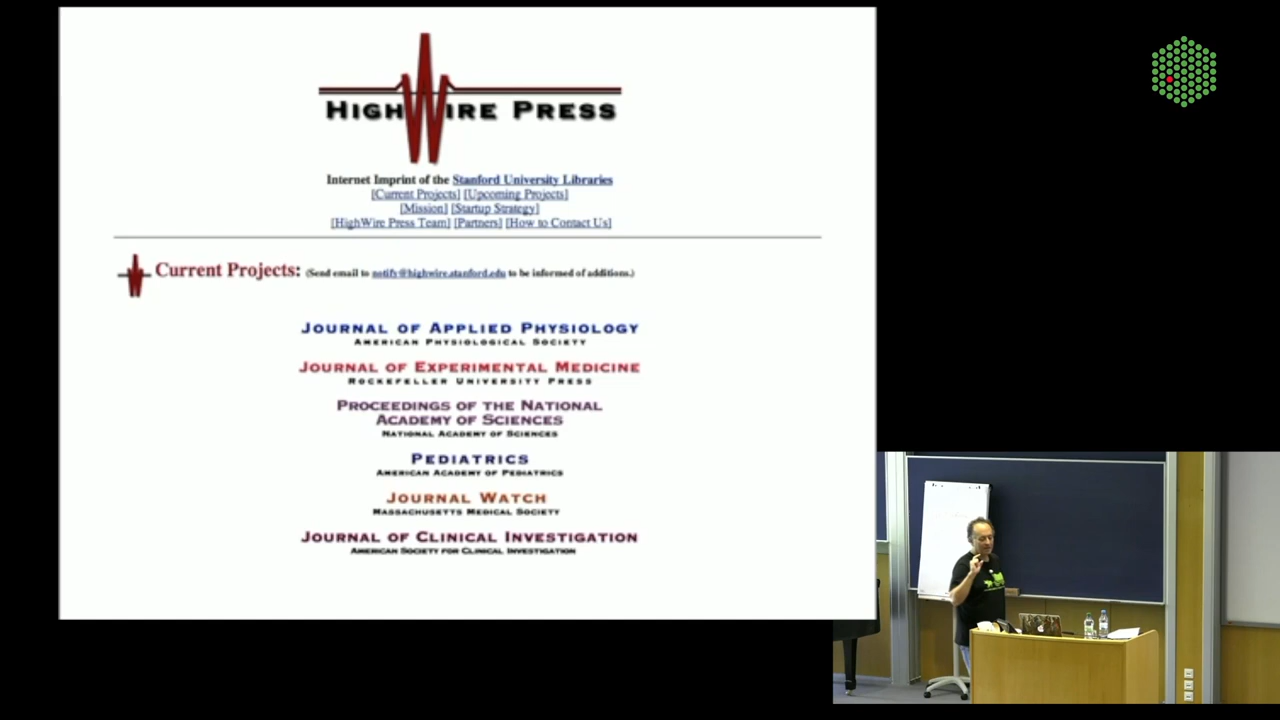 HIGHWIRE PRESS
Internet Imprint of the Stanford University Libraries
[Current Projects] [Upcoming Projects]
[Mission] [Startup Strategy]
[HighWire Press Team] [Partners] [How to Contact Us]
Current Projects: (Send email to notify@highwire.stanford.edu to be informed of additions.)
JOURNAL OF APPLIED PHYSIOLOGY
AMERICAN PHYSIOLOGICAL SOCIETY
JOURNAL OF EXPERIMENTAL MEDICINE
ROCKEFELLER UNIVERSITY PRESS
PROCEEDINGS OF THE NATIONAL
ACADEMY OF SCIENCES
NATIONAL ACADEMY OF SCIENCES
PEDIATRICS
AMERICAN ACADEMY OF PEDIATRICS
JOURNAL WATCH
MASSACHUSETTS MEDICAL SOCIETY
JOURNAL OF CLINICAL INVESTIGATION
AMERICAN SOCIETY FOR CLINICAL INVESTIGATION